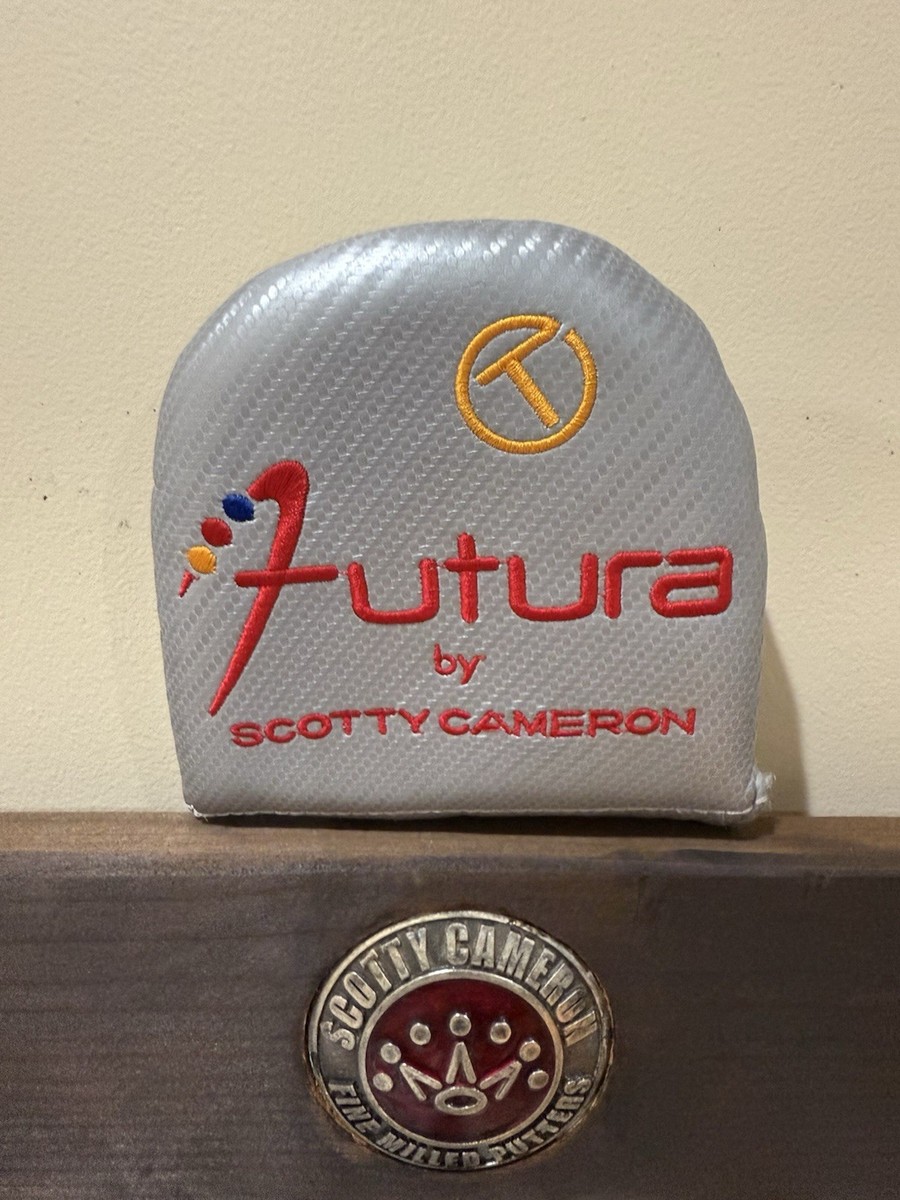 T
Futura
by
SCOTTY CAMERON
SCOTTY CAMERON
FINE MILLED PUTTERS